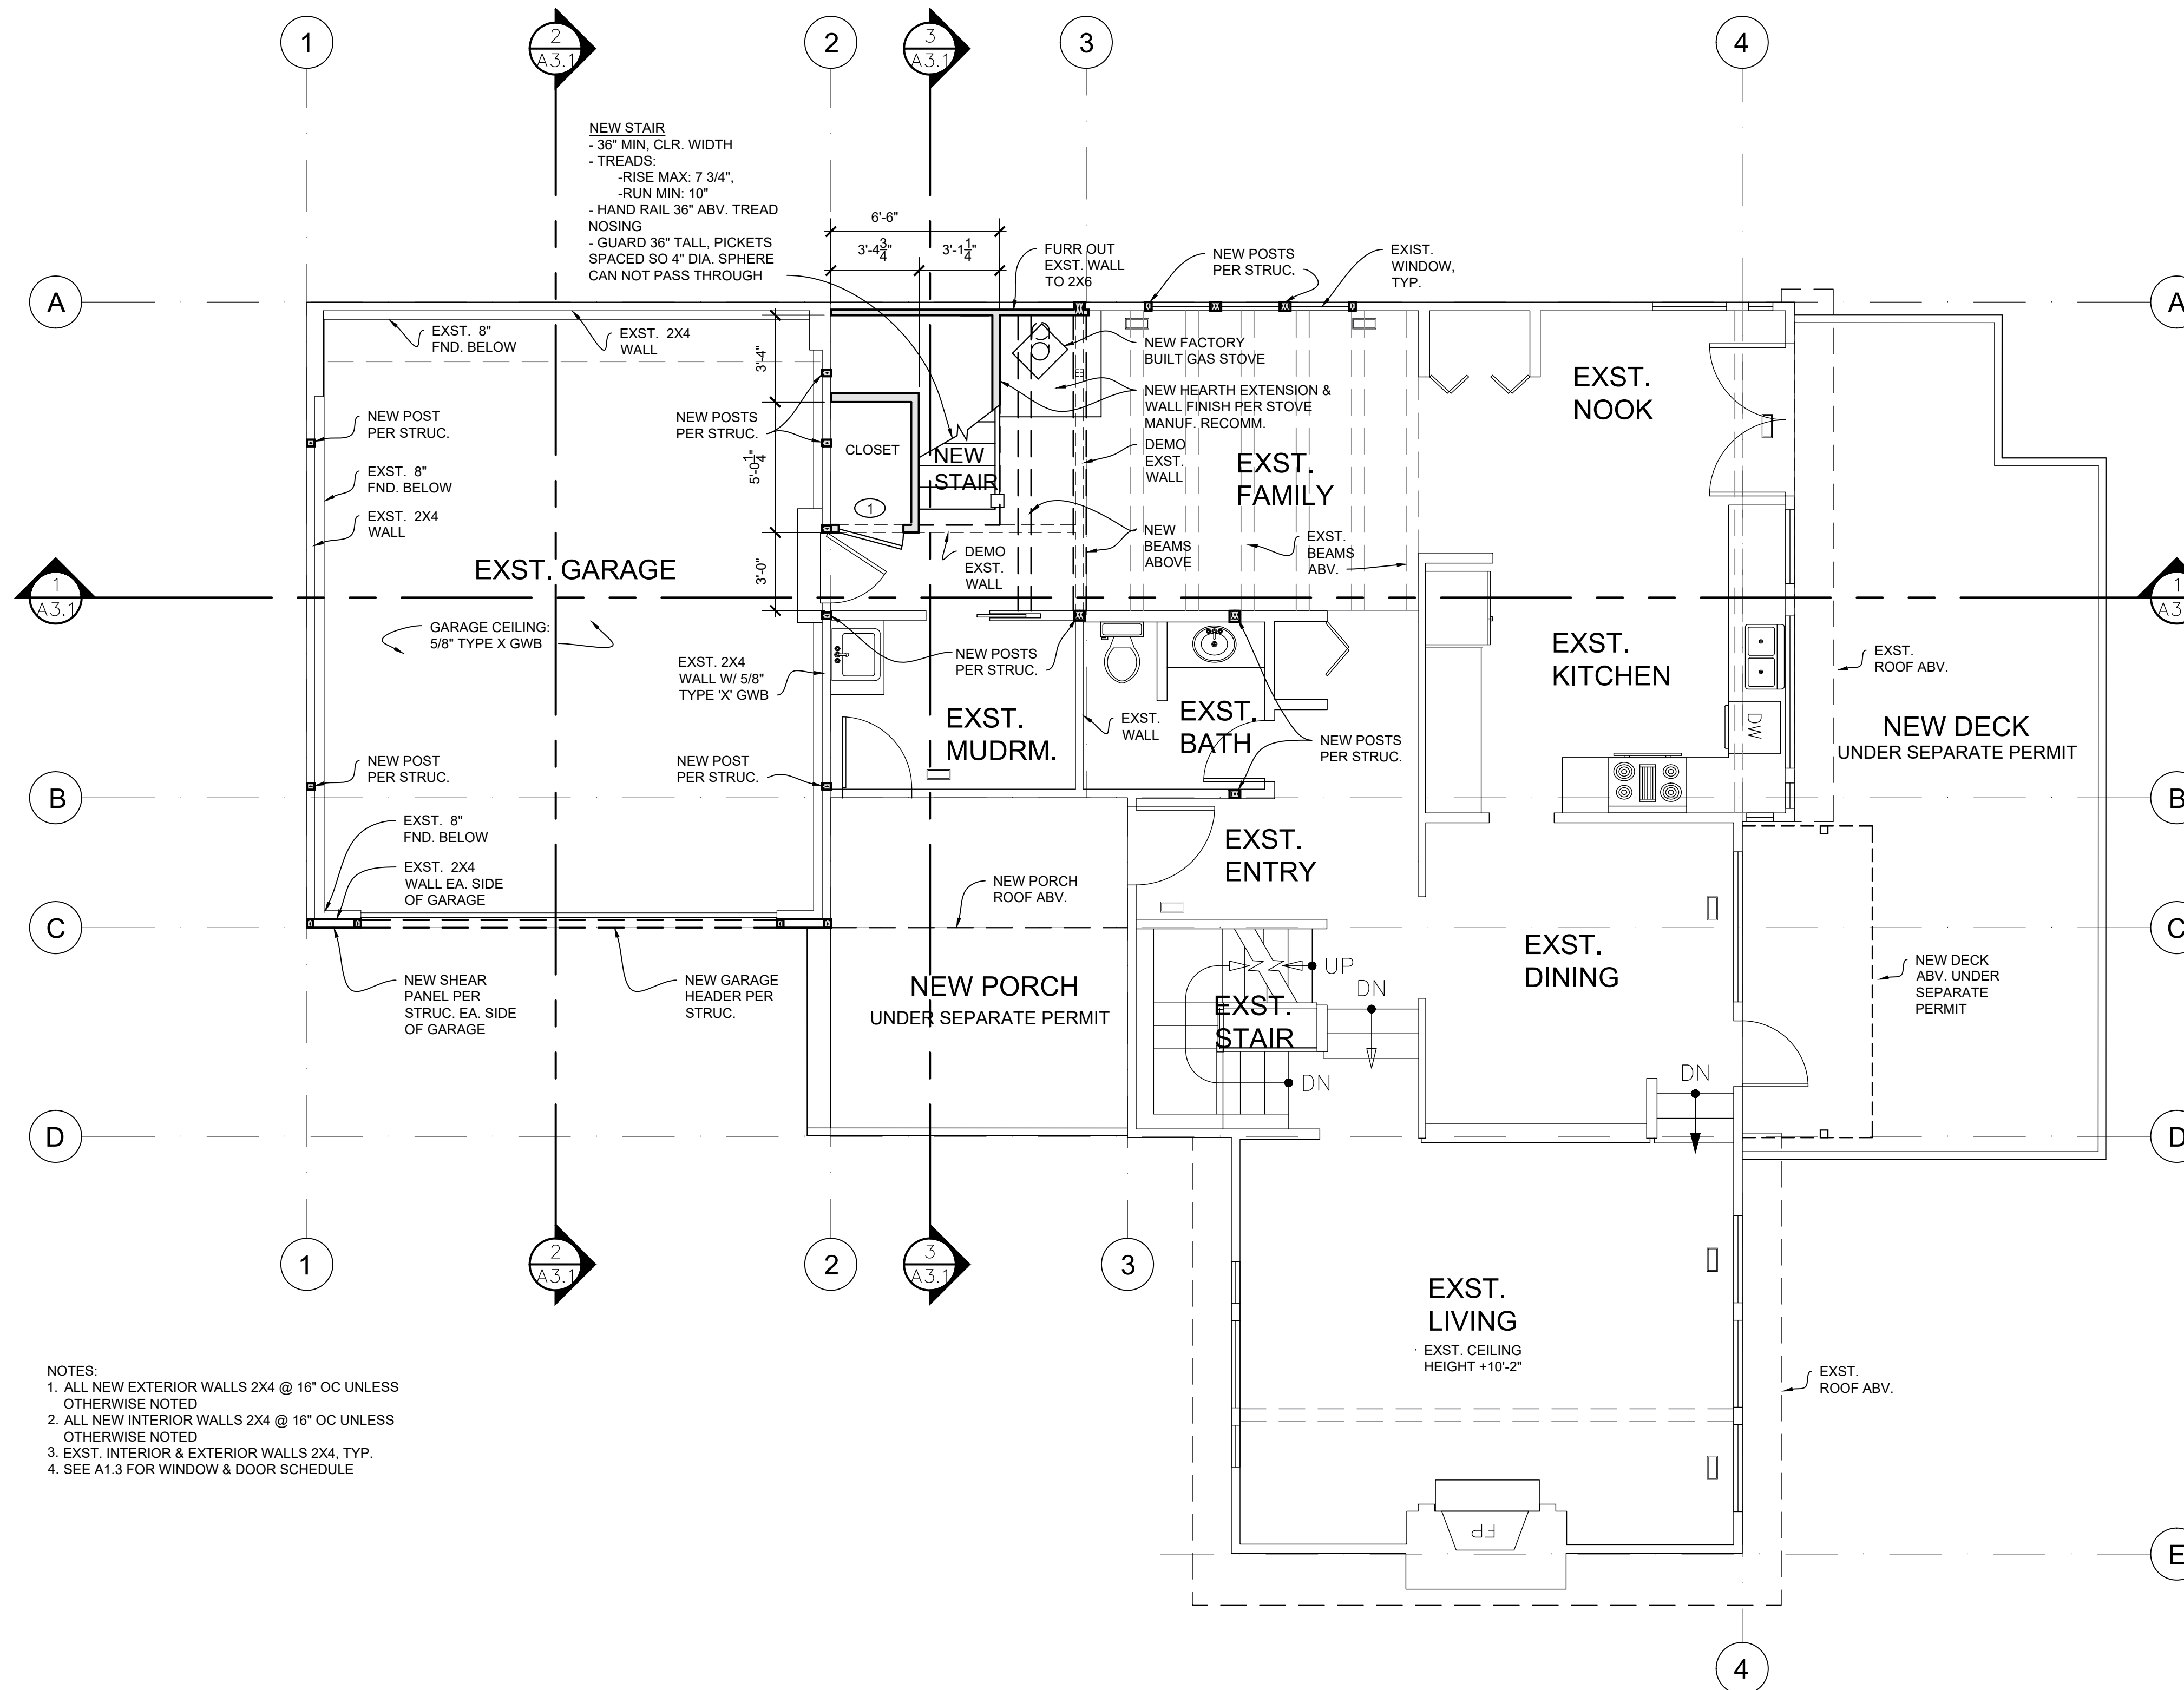 1
2
A3.1
2
3
A3.1
3
4
NEW STAIR
- 36" MIN, CLR. WIDTH
- TREADS:
-RISE MAX: 7 3/4",
-RUN MIN: 10"
- HAND RAIL 36" ABV. TREAD
NOSING
- GUARD 36" TALL, PICKETS
SPACED SO 4" DIA. SPHERE
CAN NOT PASS THROUGH
6'-6"
3'-4 3/4"
3'-1 1/4"
FURR OUT
EXST. WALL
TO 2X6
NEW POSTS
PER STRUC.
EXIST.
WINDOW,
TYP.
A
A
EXST. 8"
FND. BELOW
EXST. 2X4
WALL
3'-4"
NEW FACTORY
BUILT GAS STOVE
NEW HEARTH EXTENSION &
WALL FINISH PER STOVE
MANUF. RECOMM.
EXST.
NOOK
NEW POST
PER STRUC.
NEW POSTS
PER STRUC.
CLOSET
NEW
STAIR
DEMO
EXST.
WALL
EXST.
FAMILY
5'-0 1/4"
EXST. 8"
FND. BELOW
EXST. 2X4
WALL
1
NEW
BEAMS
ABOVE
EXST.
BEAMS
ABV.
DEMO
EXST.
WALL
EXST. GARAGE
3'-0"
1
A3.1
1
A3
GARAGE CEILING:
5/8" TYPE X GWB
EXST. 2X4
WALL W/ 5/8"
TYPE 'X' GWB
NEW POSTS
PER STRUC.
EXST.
KITCHEN
EXST.
ROOF ABV.
EXST.
MUDRM.
EXST.
WALL
EXST.
BATH
NEW POSTS
PER STRUC.
DW
NEW DECK
UNDER SEPARATE PERMIT
NEW POST
PER STRUC.
NEW POST
PER STRUC.
B
B
EXST. 8"
FND. BELOW
EXST. 2X4
WALL EA. SIDE
OF GARAGE
NEW PORCH
ROOF ABV.
EXST.
ENTRY
C
C
NEW SHEAR
PANEL PER
STRUC. EA. SIDE
OF GARAGE
NEW GARAGE
HEADER PER
STRUC.
NEW PORCH
UNDER SEPARATE PERMIT
UP
DN
EXST.
STAIR
DN
EXST.
DINING
NEW DECK
ABV. UNDER
SEPARATE
PERMIT
DN
D
D
1
2
A3.1
2
3
A3.1
3
EXST.
LIVING
EXST. CEILING
HEIGHT +10'-2"
EXST.
ROOF ABV.
NOTES:
1. ALL NEW EXTERIOR WALLS 2X4 @ 16" OC UNLESS
OTHERWISE NOTED
2. ALL NEW INTERIOR WALLS 2X4 @ 16" OC UNLESS
OTHERWISE NOTED
3. EXST. INTERIOR & EXTERIOR WALLS 2X4, TYP.
4. SEE A1.3 FOR WINDOW & DOOR SCHEDULE
FP
E
4